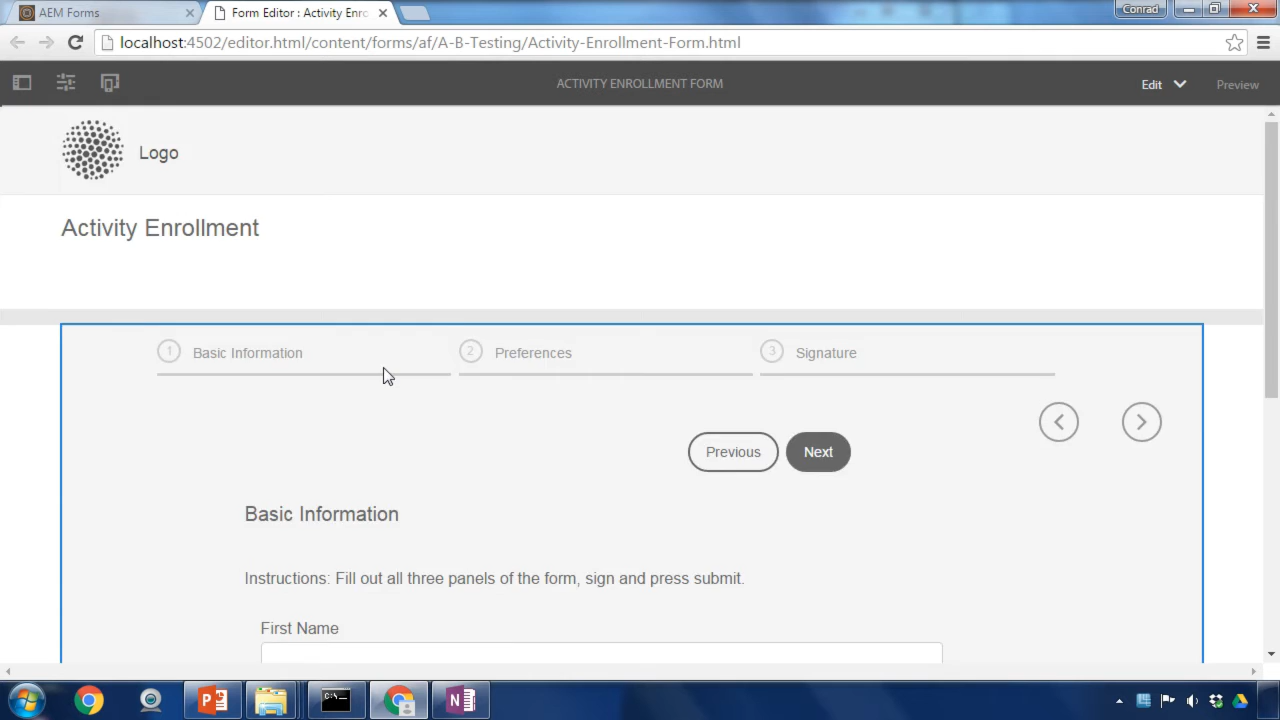 AEM Forms
Form Editor : Activity Enro
Conrad
localhost:4502/editor.html/content/forms/af/A-B-Testing/Activity-Enrollment-Form.html
ACTIVITY ENROLLMENT FORM
Edit
Preview
Logo
Activity Enrollment
1 Basic Information
2 Preferences
3 Signature
Previous
Next
Basic Information
Instructions: Fill out all three panels of the form, sign and press submit.
First Name